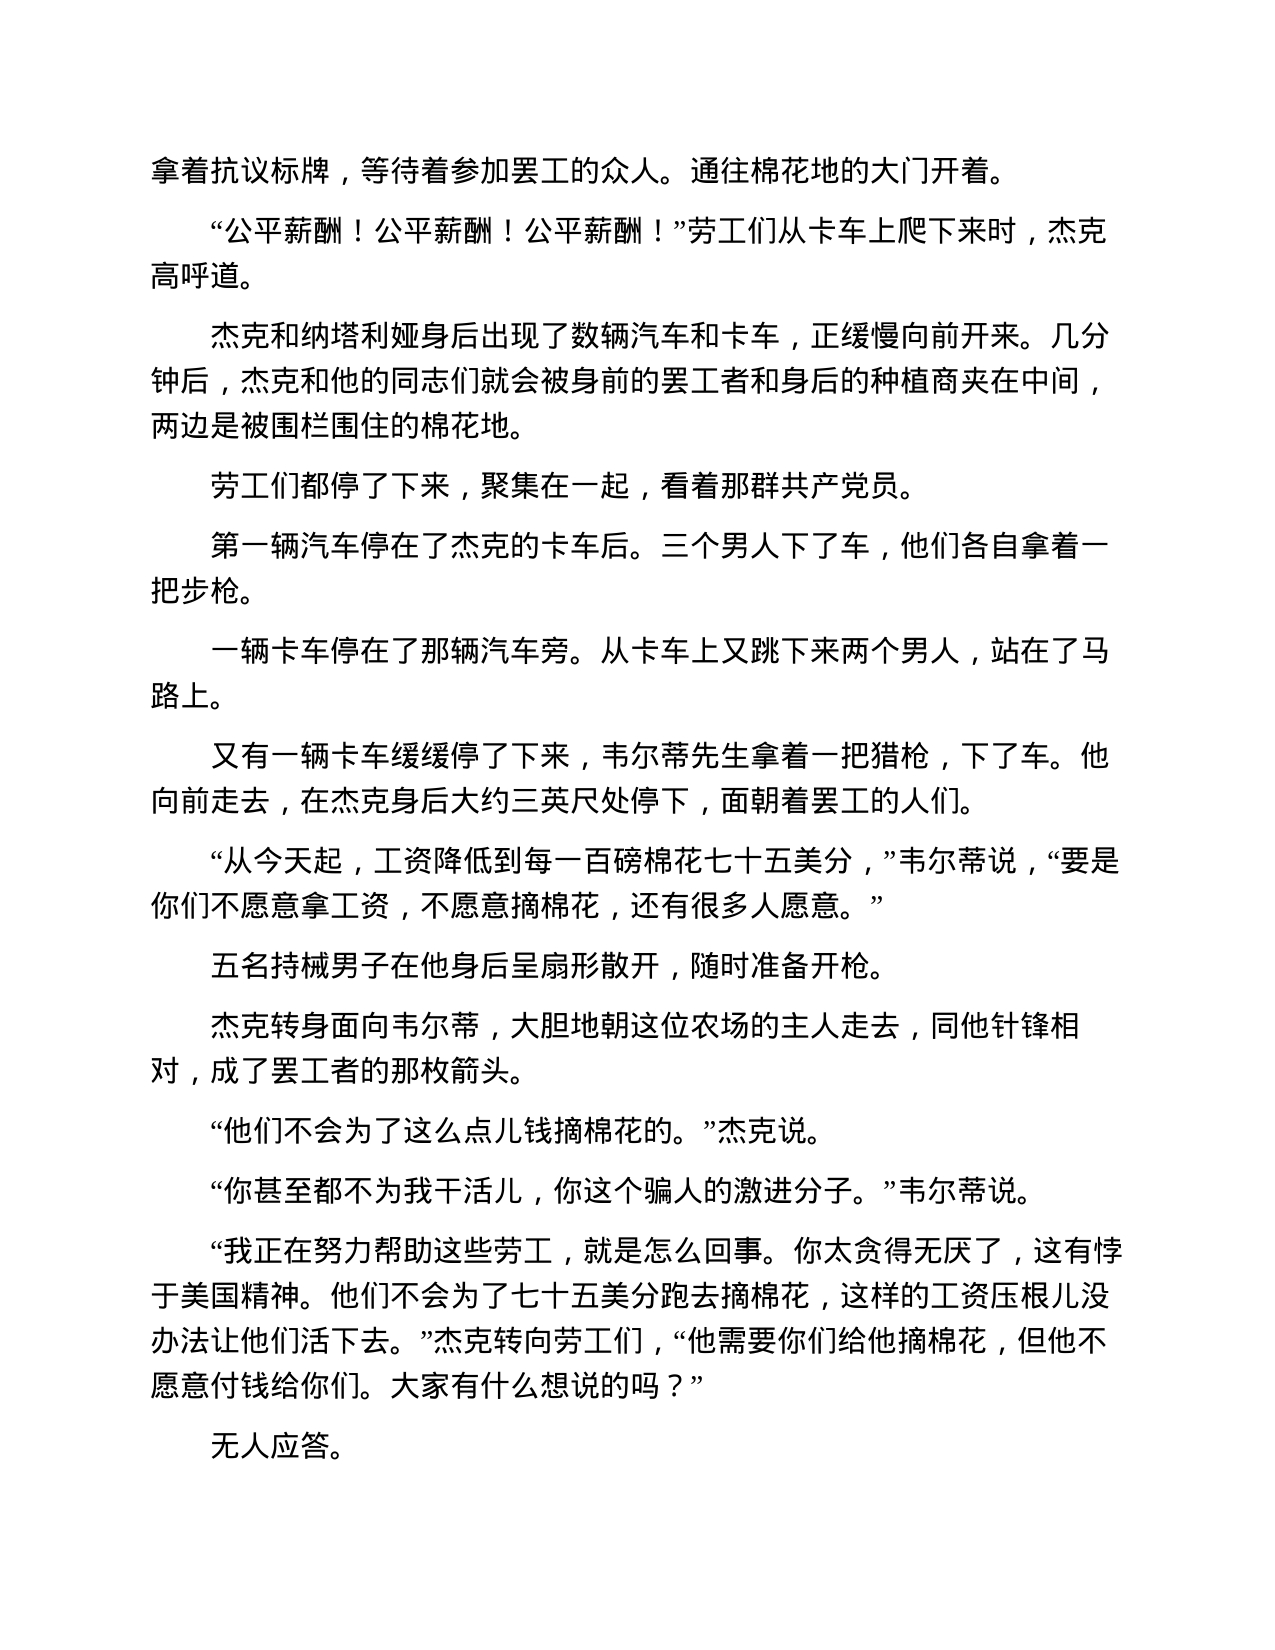 拿着抗议标牌，等待着参加罢工的众人。通往棉花地的大门开着。
“公平薪酬！公平薪酬！公平薪酬！”劳工们从卡车上爬下来时，杰克
高呼道。
杰克和纳塔利娅身后出现了数辆汽车和卡车，正缓慢向前开来。几分
钟后，杰克和他的同志们就会被身前的罢工者和身后的种植商夹在中间，
两边是被围栏围住的棉花地。
劳工们都停了下来，聚集在一起，看着那群共产党员。
第一辆汽车停在了杰克的卡车后。三个男人下了车，他们各自拿着一
把步枪。
一辆卡车停在了那辆汽车旁。从卡车上又跳下来两个男人，站在了马
路上。
又有一辆卡车缓缓停了下来，韦尔蒂先生拿着一把猎枪，下了车。他
向前走去，在杰克身后大约三英尺处停下，面朝着罢工的人们。
“从今天起，工资降低到每一百磅棉花七十五美分，”韦尔蒂说，“要是
你们不愿意拿工资，不愿意摘棉花，还有很多人愿意。”
五名持械男子在他身后呈扇形散开，随时准备开枪。
杰克转身面向韦尔蒂，大胆地朝这位农场的主人走去，同他针锋相
对，成了罢工者的那枚箭头。
“他们不会为了这么点儿钱摘棉花的。”杰克说。
“你甚至都不为我干活儿，你这个骗人的激进分子。”韦尔蒂说。
“我正在努力帮助这些劳工，就是怎么回事。你太贪得无厌了，这有悖
于美国精神。他们不会为了七十五美分跑去摘棉花，这样的工资压根儿没
办法让他们活下去。”杰克转向劳工们，“他需要你们给他摘棉花，但他不
愿意付钱给你们。大家有什么想说的吗？”
无人应答。